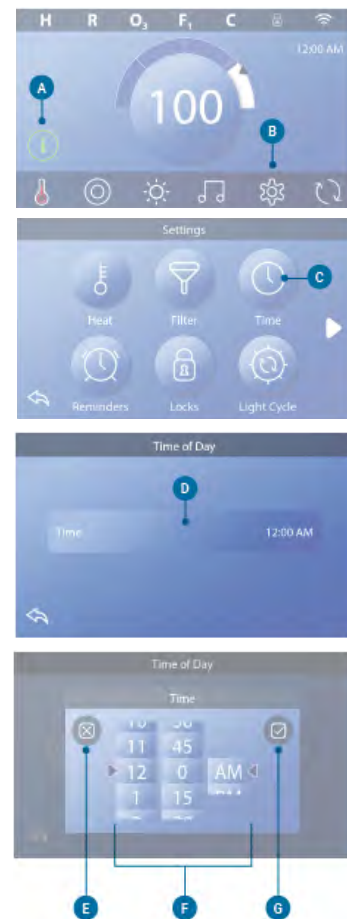 H R O₃ F₁ C
12:00 AM
A
100
B
Settings
C
Heat Filter Time
Reminders Locks Light Cycle
Time of Day
D
Time 12:00 AM
Time of Day
Time
11 45
12 0 AM
1 15
E F G